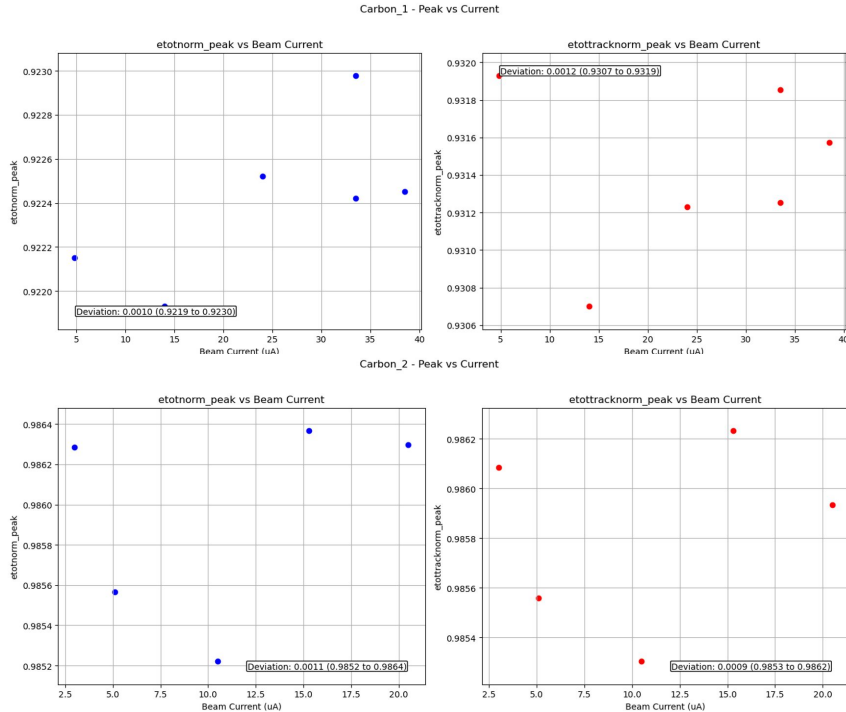 Carbon_1 - Peak vs Current
etotnorm_peak vs Beam Current
0.9230
0.9228
0.9226
0.9224
0.9222
0.9220
etotnorm_peak
Deviation: 0.0010 (0.9219 to 0.9230)
5 10 15 20 25 30 35 40
Beam Current (uA)
etottracknorm_peak vs Beam Current
0.9320
0.9318
0.9316
0.9314
0.9312
0.9310
0.9308
0.9306
etottracknorm_peak
Deviation: 0.0012 (0.9307 to 0.9319)
5 10 15 20 25 30 35 40
Beam Current (uA)
Carbon_2 - Peak vs Current
etotnorm_peak vs Beam Current
0.9864
0.9862
0.9860
0.9858
0.9856
0.9854
0.9852
etotnorm_peak
Deviation: 0.0011 (0.9852 to 0.9864)
2.5 5.0 7.5 10.0 12.5 15.0 17.5 20.0
Beam Current (uA)
etottracknorm_peak vs Beam Current
0.9862
0.9860
0.9858
0.9856
0.9854
etottracknorm_peak
Deviation: 0.0009 (0.9853 to 0.9862)
2.5 5.0 7.5 10.0 12.5 15.0 17.5 20.0
Beam Current (uA)